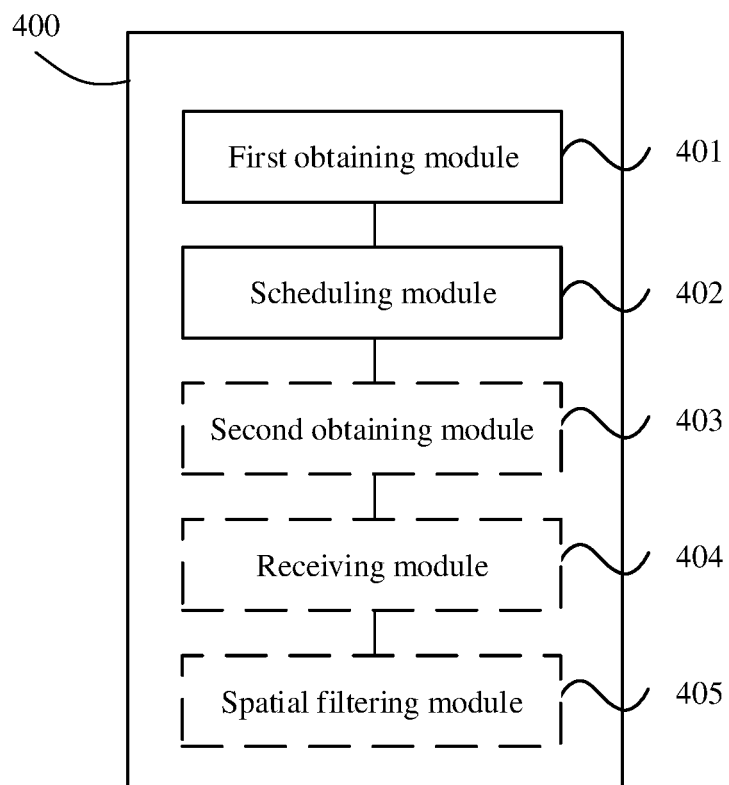 400
First obtaining module
401
Scheduling module
402
Second obtaining module
403
Receiving module
404
Spatial filtering module
405